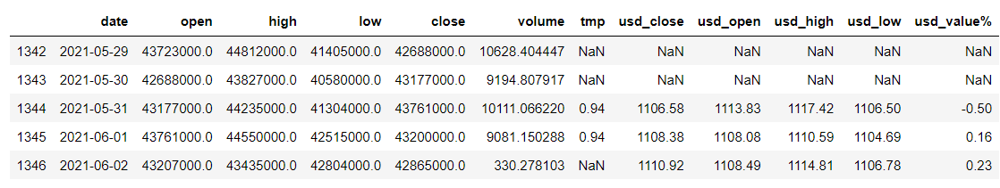 date open high low close volume tmp usd_close usd_open usd_high usd_low usd_value%
1342 2021-05-29 43723000.0 44812000.0 41405000.0 42688000.0 10628.404447 NaN NaN NaN NaN NaN NaN
1343 2021-05-30 42688000.0 43827000.0 40580000.0 43177000.0 9194.807917 NaN NaN NaN NaN NaN NaN
1344 2021-05-31 43177000.0 44235000.0 41304000.0 43761000.0 10111.066220 0.94 1106.58 1113.83 1117.42 1106.50 -0.50
1345 2021-06-01 43761000.0 44550000.0 42515000.0 43200000.0 9081.150288 0.94 1108.38 1108.08 1110.59 1104.69 0.16
1346 2021-06-02 43207000.0 43435000.0 42804000.0 42865000.0 330.278103 NaN 1110.92 1108.49 1114.81 1106.78 0.23